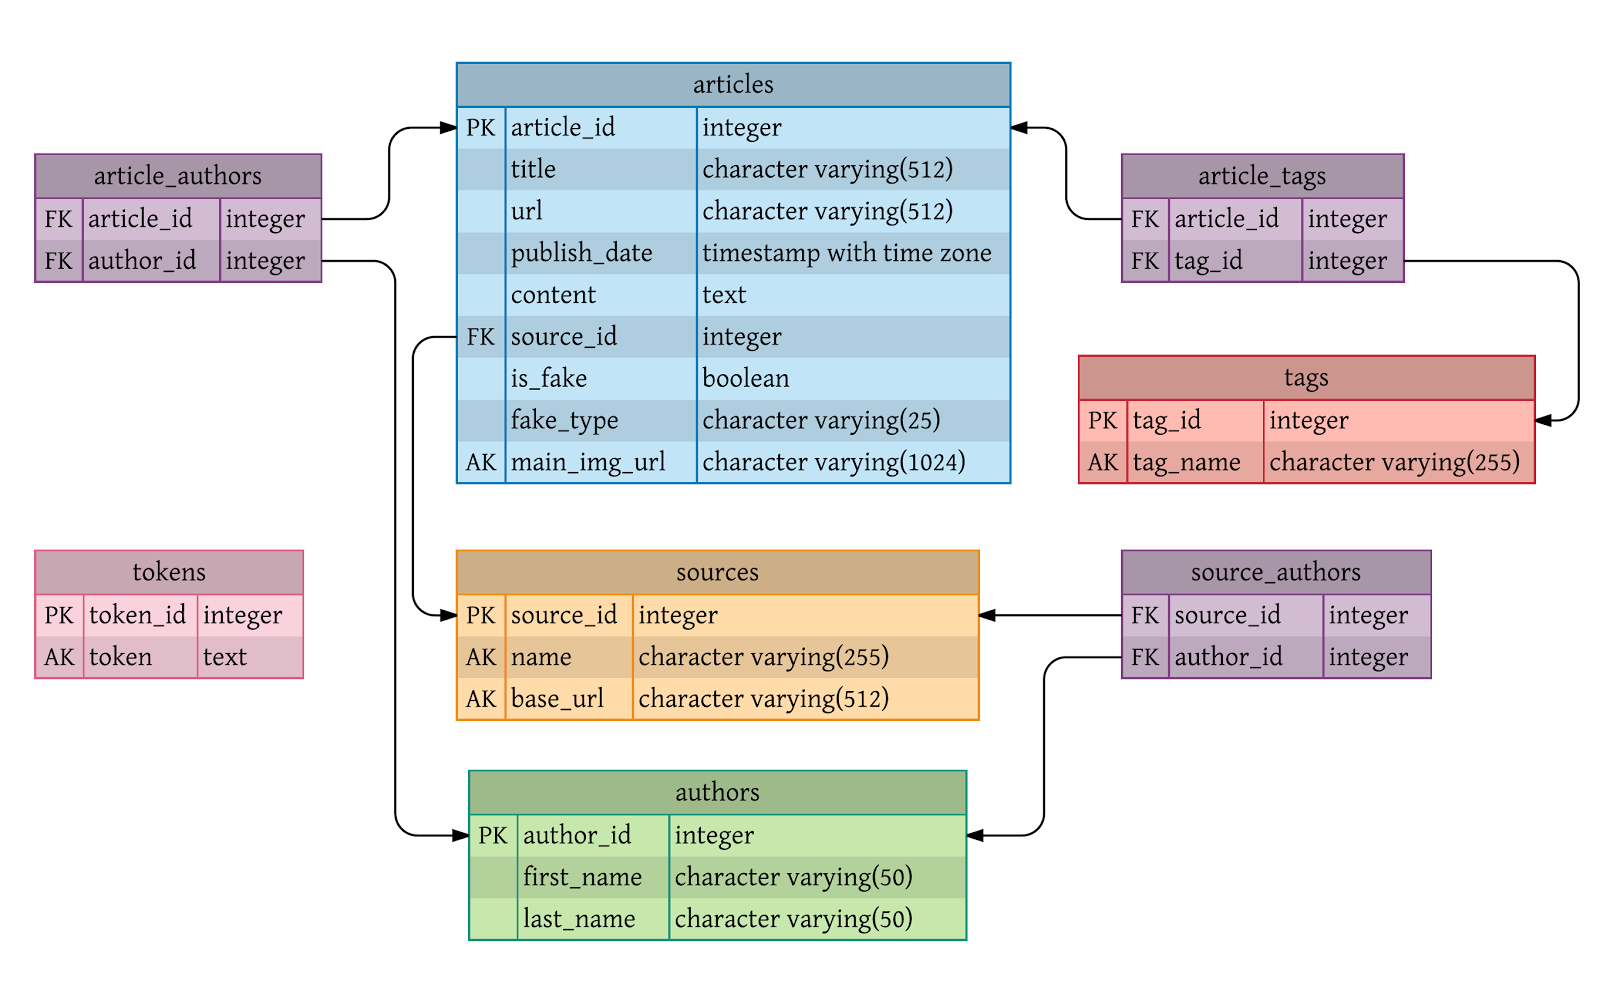 articles
PK article_id integer
title character varying(512)
url character varying(512)
publish_date timestamp with time zone
content text
FK source_id integer
is_fake boolean
fake_type character varying(25)
AK main_img_url character varying(1024)
article_authors
FK article_id integer
FK author_id integer
article_tags
FK article_id integer
FK tag_id integer
tags
PK tag_id integer
AK tag_name character varying(255)
tokens
PK token_id integer
AK token text
sources
PK source_id integer
AK name character varying(255)
AK base_url character varying(512)
source_authors
FK source_id integer
FK author_id integer
authors
PK author_id integer
first_name character varying(50)
last_name character varying(50)